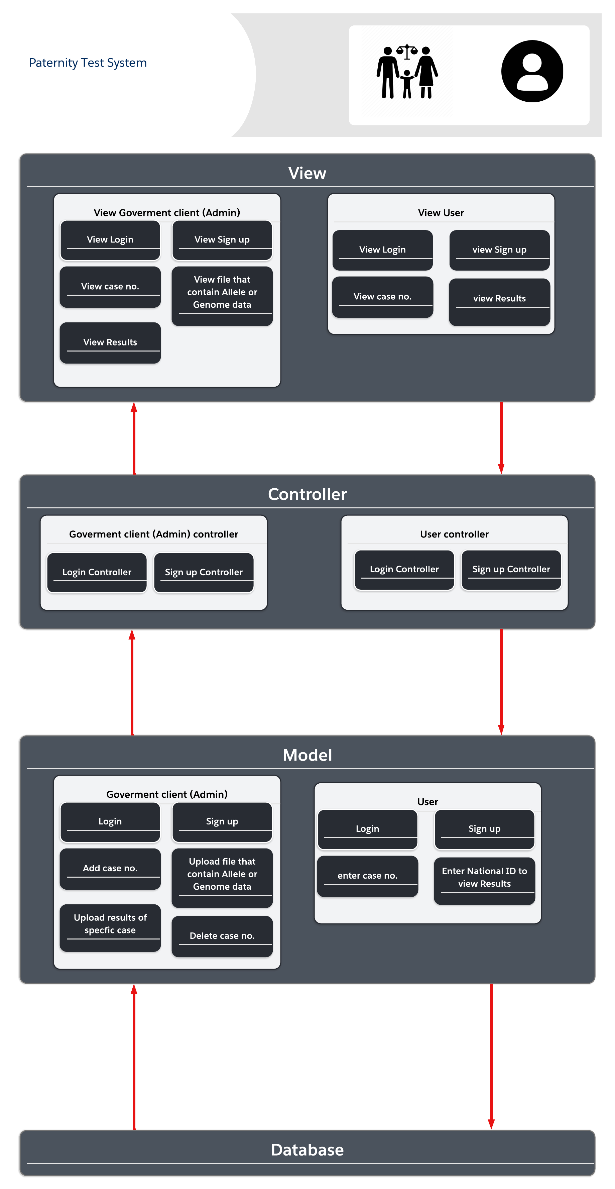 Paternity Test System
View
View Goverment client (Admin)
View Login
View Sign up
View case no.
View file that
contain Allele or
Genome data
View Results
View User
View Login
view Sign up
View case no.
view Results
Controller
Goverment client (Admin) controller
Login Controller
Sign up Controller
User controller
Login Controller
Sign up Controller
Model
Goverment client (Admin)
Login
Sign up
Add case no.
Upload file that
contain Allele or
Genome data
Upload results of
specfic case
Delete case no.
User
Login
Sign up
enter case no.
Enter National ID to
view Results
Database